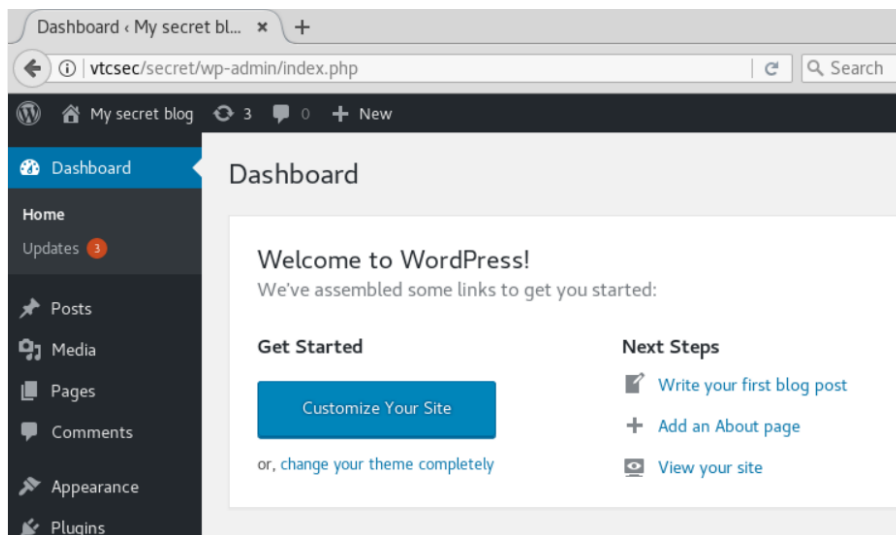 Dashboard ‹ My secret bl...
vtcsec/secret/wp-admin/index.php
Search
My secret blog 3 0 New
Dashboard
Home
Updates 3
Posts
Media
Pages
Comments
Appearance
Plugins
Dashboard
Welcome to WordPress!
We've assembled some links to get you started:
Get Started
Customize Your Site
or, change your theme completely
Next Steps
Write your first blog post
Add an About page
View your site